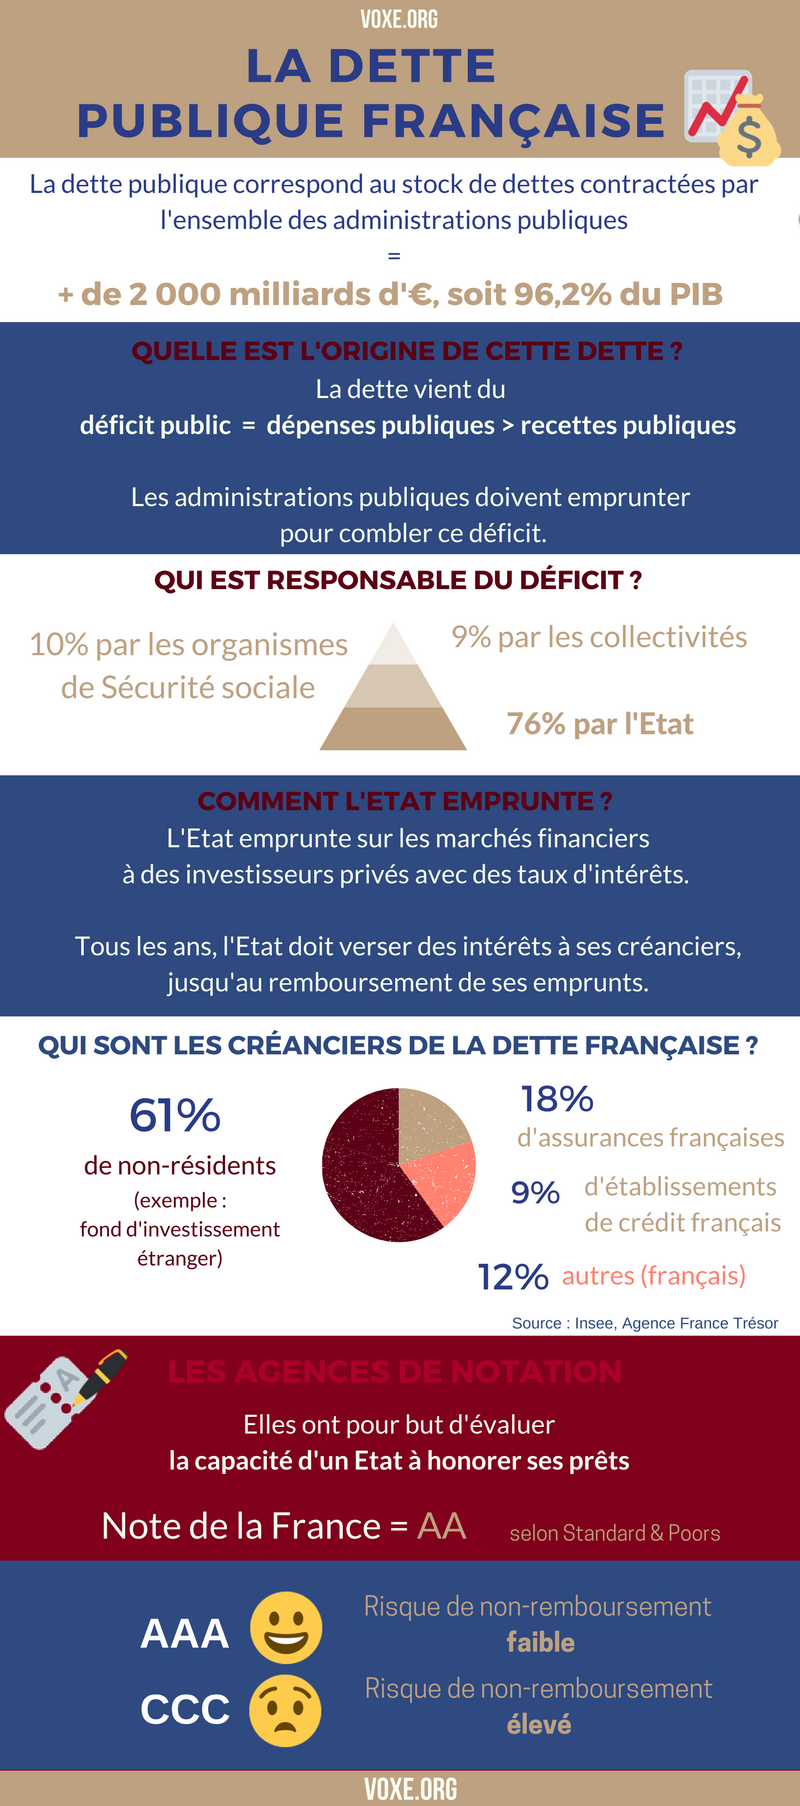 VOXE.ORG
LA DETTE
PUBLIQUE FRANÇAISE
$
La dette publique correspond au stock de dettes contractées par
l'ensemble des administrations publiques
=
+ de 2 000 milliards d'€, soit 96,2% du PIB
QUELLE EST L'ORIGINE DE CETTE DETTE ?
La dette vient du
déficit public = dépenses publiques > recettes publiques
Les administrations publiques doivent emprunter
pour combler ce déficit.
QUI EST RESPONSABLE DU DÉFICIT ?
10% par les organismes
de Sécurité sociale
9% par les collectivités
76% par l'Etat
COMMENT L'ETAT EMPRUNTE ?
L'Etat emprunte sur les marchés financiers
à des investisseurs privés avec des taux d'intérêts.
Tous les ans, l'Etat doit verser des intérêts à ses créanciers,
jusqu'au remboursement de ses emprunts.
QUI SONT LES CRÉANCIERS DE LA DETTE FRANÇAISE ?
61%
de non-résidents
(exemple :
fond d'investissement
étranger)
18%
d'assurances françaises
9% d'établissements
de crédit français
12% autres (français)
Source : Insee, Agence France Trésor
A
LES AGENCES DE NOTATION
Elles ont pour but d'évaluer
la capacité d'un Etat à honorer ses prêts
Note de la France = AA selon Standard & Poors
AAA
Risque de non-remboursement
faible
CCC
Risque de non-remboursement
élevé
VOXE.ORG